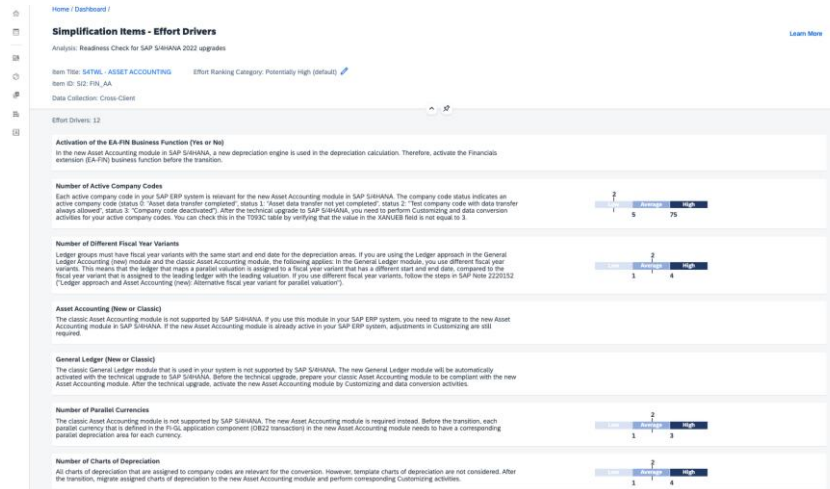 Home / Dashboard /
Simplification Items - Effort Drivers
Learn More
Analysis: Readiness Check for SAP S/4HANA 2022 upgrades
Item Title: S4TWL - ASSET ACCOUNTING Effort Ranking Category: Potentially High (default)
Item ID: SI2: FIN_AA
Data Collection: Cross-Client
Effort Drivers: 12
Activation of the EA-FIN Business Function (Yes or No)
In the new Asset Accounting module in SAP S/4HANA, a new depreciation engine is used in the depreciation calculation. Therefore, activate the Financials
extension (EA-FIN) business function before the transition.
Number of Active Company Codes
Each active company code in your SAP ERP system is relevant for the new Asset Accounting module in SAP S/4HANA. The company code status indicates an
active company code (status 0: "Asset data transfer completed", status 1: "Asset data transfer not yet completed", status 2: "Test company code with data transfer
always allowed", status 3: "Company code deactivated"). After the technical upgrade to S/4HANA, you need to perform Customizing and data conversion
activities for your active company codes. You can check this in the T093C table by verifying that the value in the XANUEB field is not equal to 3.
2
Low Average High
5 75
Number of Different Fiscal Year Variants
Ledger groups must have fiscal year variants with the same start and end date for the depreciation areas. If you are using the Ledger approach in the General
Ledger Accounting (new) module and the classic Asset Accounting module, the following applies: In the General Ledger module, you use different fiscal year
variants. This means that the ledger that maps a parallel valuation is assigned to a fiscal year variant that has a different start and end date, compared to the
fiscal year variant that is assigned to the leading ledger with the leading valuation. If you use different fiscal year variants, follow the steps in SAP Note 2220152
("Ledger approach and Asset Accounting (new): Alternative fiscal year variant for parallel valuation").
2
Low Average High
1 4
Asset Accounting (New or Classic)
The classic Asset Accounting module is not supported by SAP S/4HANA. If you use this module in your SAP ERP system, you need to migrate to the new Asset
Accounting module in SAP S/4HANA. If the new Asset Accounting module is already active in your SAP ERP system, adjustments in Customizing are still
required.
General Ledger (New or Classic)
The classic General Ledger module that is used in your system is not supported by SAP S/4HANA. The new General Ledger module will be automatically
activated with the technical upgrade to SAP S/4HANA. Before the technical upgrade, prepare your classic Asset Accounting module to be compliant with the new
Asset Accounting module. After the technical upgrade, activate the new Asset Accounting module by Customizing and data conversion activities.
Number of Parallel Currencies
The classic Asset Accounting module is not supported by SAP S/4HANA. The new Asset Accounting module is required instead. Before the transition, each
parallel currency that is defined in the FI-GL application component (OB22 transaction) in the new Asset Accounting module needs to have a corresponding
parallel depreciation area for each currency.
2
Low Average High
1 3
Number of Charts of Depreciation
All charts of depreciation that are assigned to company codes are relevant for the conversion. However, template charts of depreciation are not considered. After
the transition, migrate assigned charts of depreciation to the new Asset Accounting module and perform corresponding Customizing activities.
2
Low Average High
1 4